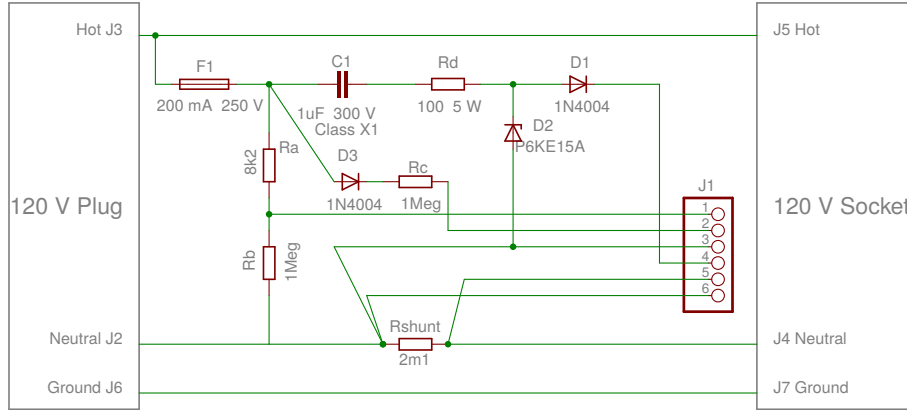 Hot J3
J5 Hot
F1
C1
Rd
D1
200 mA 250 V
1uF 300 V
Class X1
100 5 W
1N4004
D2
P6KE15A
Ra
8k2
D3
Rc
1N4004
1Meg
J1
120 V Plug
120 V Socket
1
2
3
4
5
6
Rb
1Meg
Rshunt
2m1
Neutral J2
J4 Neutral
Ground J6
J7 Ground